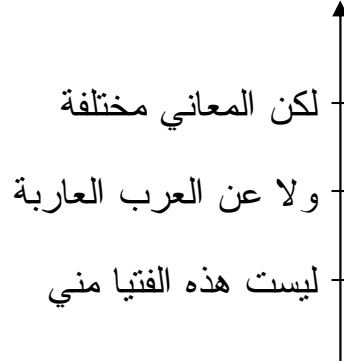 لكن المعاني مختلفة
ولا عن العرب العاربة
ليست هذه الفتيا مني